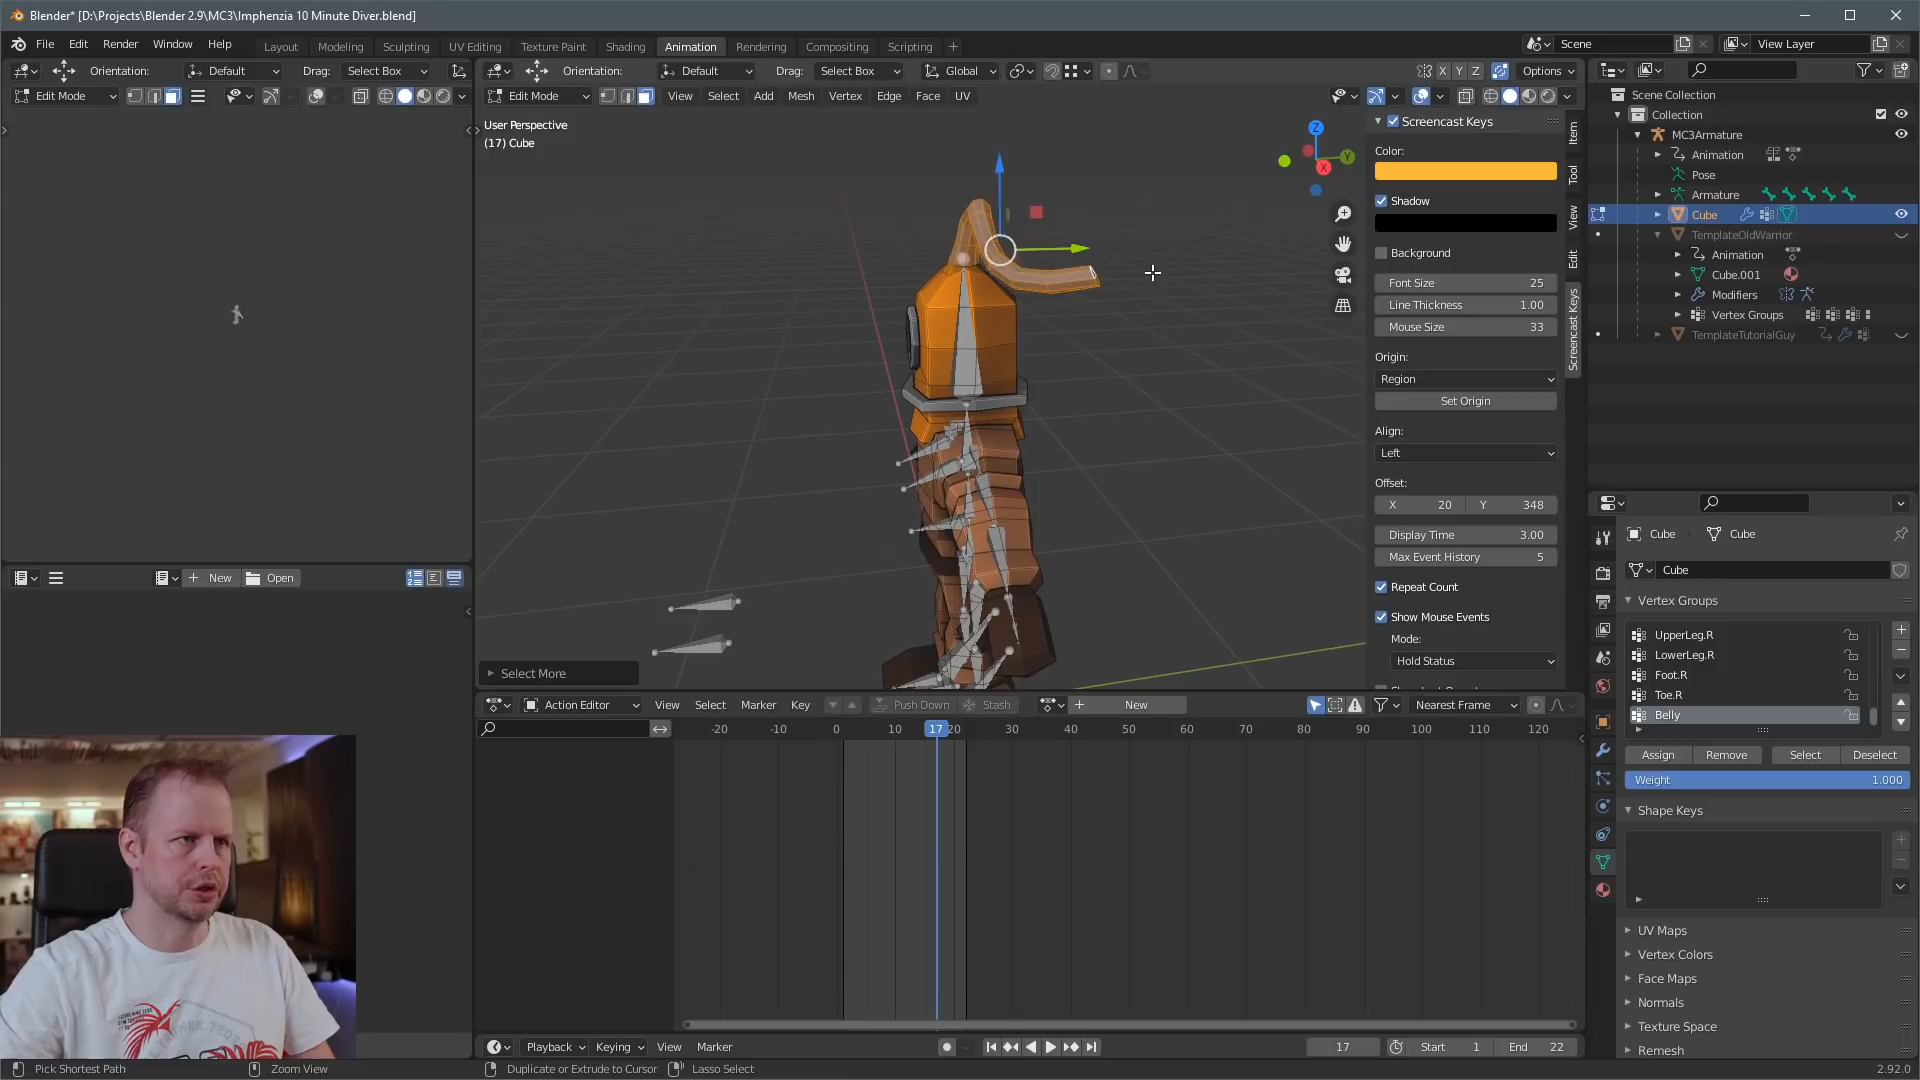 Blender* [D:\Projects\Blender 2.9\MC3\Imphenzia 10 Minute Diver.blend]
File Edit Render Window Help
Layout Modeling Sculpting UV Editing Texture Paint Shading Animation Rendering Compositing Scripting +
Scene
View Layer
Orientation: Default Drag: Select Box
Orientation: Default Drag: Select Box Global X Y Z Options
Edit Mode
Edit Mode View Select Add Mesh Vertex Edge Face UV
User Perspective
(17) Cube
Z
Y
X
Screencast Keys
Color:
Shadow
Background
Font Size 25
Line Thickness 1.00
Mouse Size 33
Origin:
Region
Set Origin
Align:
Left
Offset:
X 20 Y 348
Display Time 3.00
Max Event History 5
Repeat Count
Show Mouse Events
Mode:
Hold Status
Item
Tool
View
Edit
Screencast Keys
Select More
Scene Collection
Collection
MC3Armature
Animation
Pose
Armature
Cube
TemplateOldWarrior
Animation
Cube.001
Modifiers
Vertex Groups
TemplateTutorialGuy
Cube Cube
Cube
Vertex Groups
UpperLeg.R
LowerLeg.R
Foot.R
Toe.R
Belly
Assign Remove Select Deselect
Weight 1.000
Shape Keys
UV Maps
Vertex Colors
Face Maps
Normals
Texture Space
Remesh
+ New Open
Action Editor View Select Marker Key Push Down Stash + New Nearest Frame
-20 -10 0 10 17 20 30 40 50 60 70 80 90 100 110 120
Playback Keying View Marker 17 Start 1 End 22
Pick Shortest Path Zoom View Duplicate or Extrude to Cursor Lasso Select 2.92.0